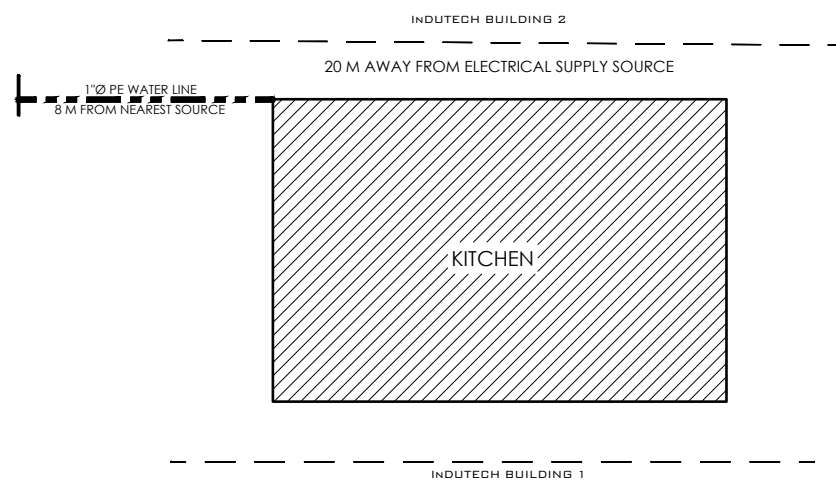 INDUTECH BUILDING 2
20 M AWAY FROM ELECTRICAL SUPPLY SOURCE
1"Ø PE WATER LINE
8 M FROM NEAREST SOURCE
KITCHEN
INDUTECH BUILDING 1